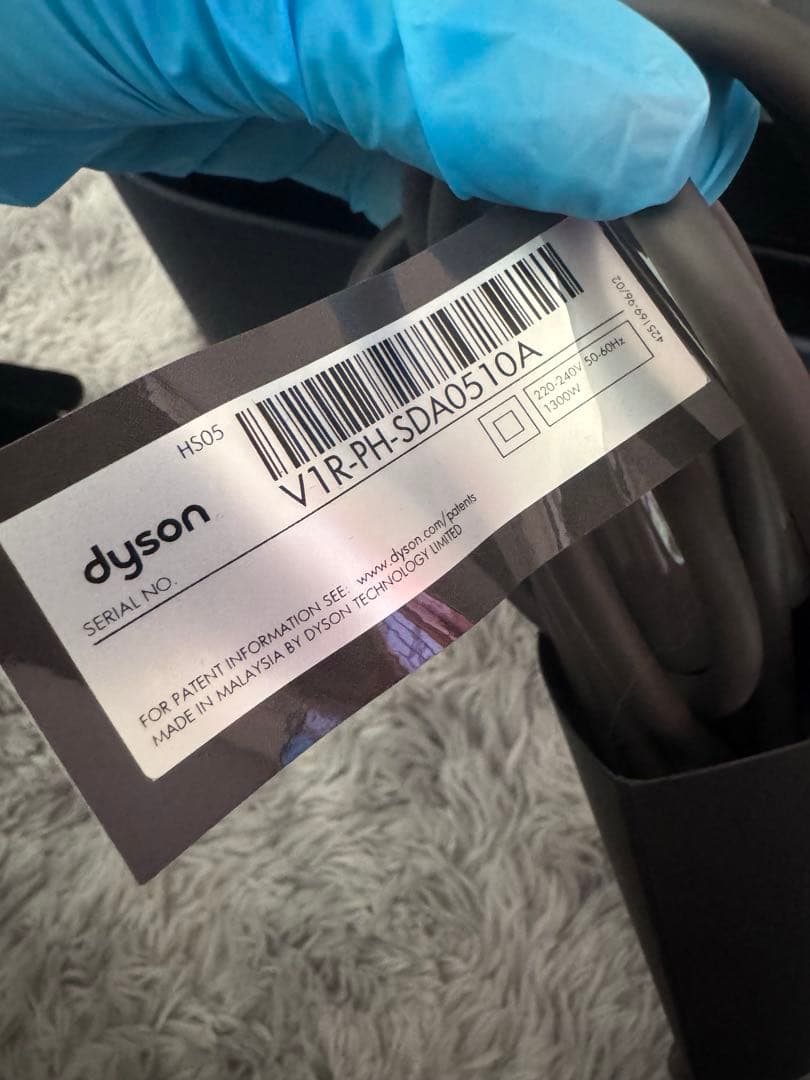 HS05
V1R-PH-SDA0510A
dyson
SERIAL NO.
220-240V 50-60Hz
1300W
425169-96/02
FOR PATENT INFORMATION SEE: www.dyson.com/patents
MADE IN MALAYSIA BY DYSON TECHNOLOGY LIMITED